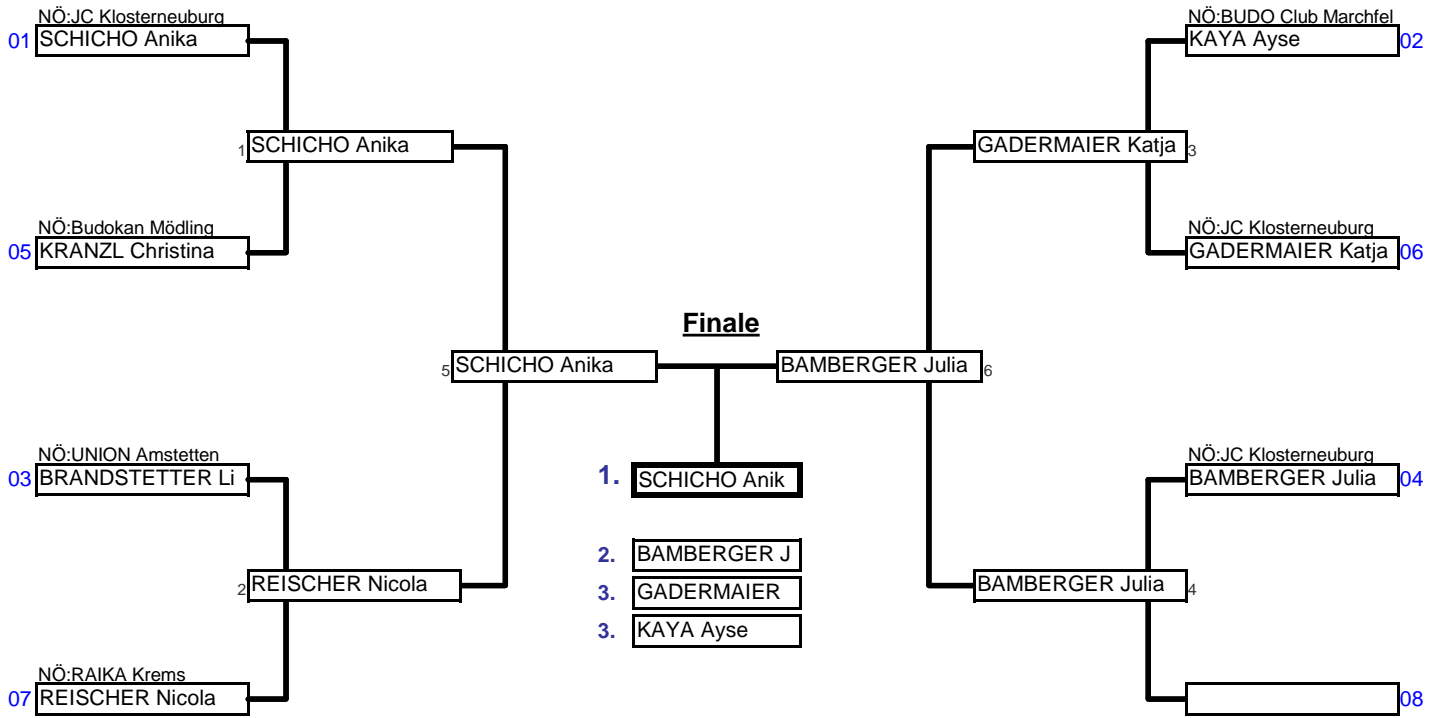 NÖ:JC Klosterneuburg
01 SCHICHO Anika
1 SCHICHO Anika
NÖ:Budokan Mödling
05 KRANZL Christina
5 SCHICHO Anika
NÖ:UNION Amstetten
03 BRANDSTETTER Li
2 REISCHER Nicola
NÖ:RAIKA Krems
07 REISCHER Nicola
Finale
1. SCHICHO Anik
2. BAMBERGER J
3. GADERMAIER
3. KAYA Ayse
NÖ:BUDO Club Marchfel
KAYA Ayse 02
GADERMAIER Katja 3
NÖ:JC Klosterneuburg
GADERMAIER Katja 06
BAMBERGER Julia 6
NÖ:JC Klosterneuburg
BAMBERGER Julia 04
BAMBERGER Julia 4
08